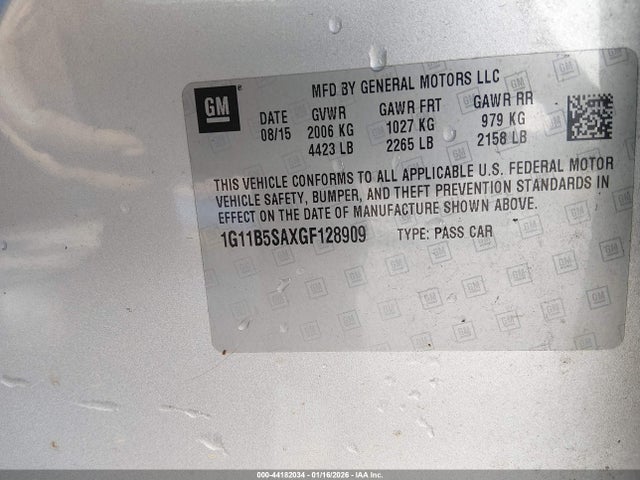 GM
MFD BY GENERAL MOTORS LLC
DATE GVWR GAWR FRT GAWR RR
08/15 2006 KG 1027 KG 979 KG
4423 LB 2265 LB 2158 LB
THIS VEHICLE CONFORMS TO ALL APPLICABLE U.S. FEDERAL MOTOR
VEHICLE SAFETY, BUMPER, AND THEFT PREVENTION STANDARDS IN
EFFECT ON THE DATE OF MANUFACTURE SHOWN ABOVE.
1G11B5SAXGF128909 TYPE: PASS CAR
000-44182034 | 01/16/2026 | IAA Inc.